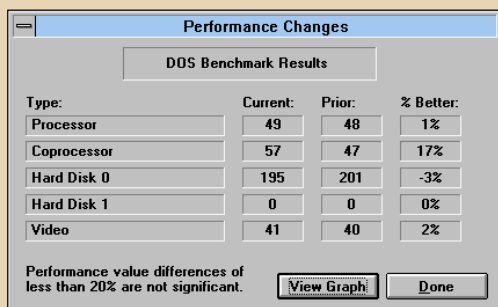 Performance Changes
DOS Benchmark Results
Type: Current: Prior: % Better:
Processor 49 48 1%
Coprocessor 57 47 17%
Hard Disk 0 195 201 -3%
Hard Disk 1 0 0 0%
Video 41 40 2%
Performance value differences of
less than 20% are not significant.
View Graph Done